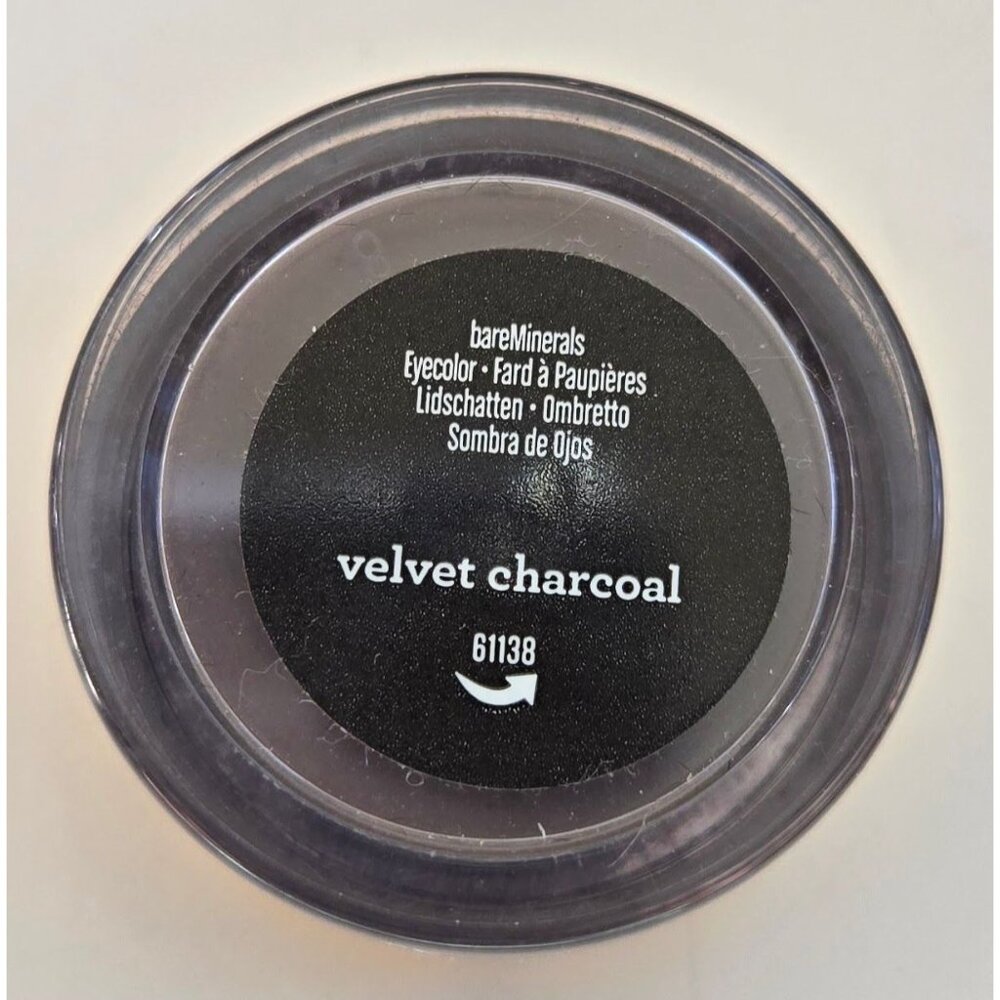 bareMinerals
Eyecolor • Fard à Paupières
Lidschatten • Ombretto
Sombra de Ojos
velvet charcoal
61138